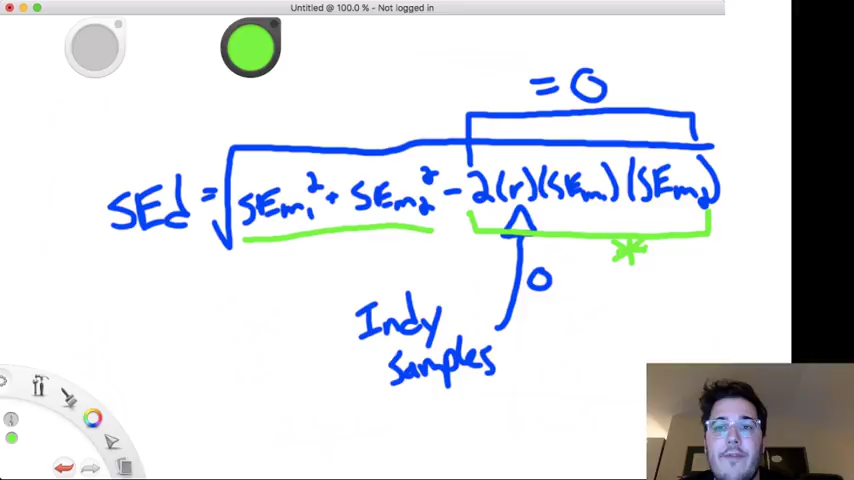 Untitled @ 100.0 % - Not logged in
= 0
SEd = √SEm₁² + SEm₂² - 2(r)(SEm₁)(SEm₂)
*
0
Indy
samples